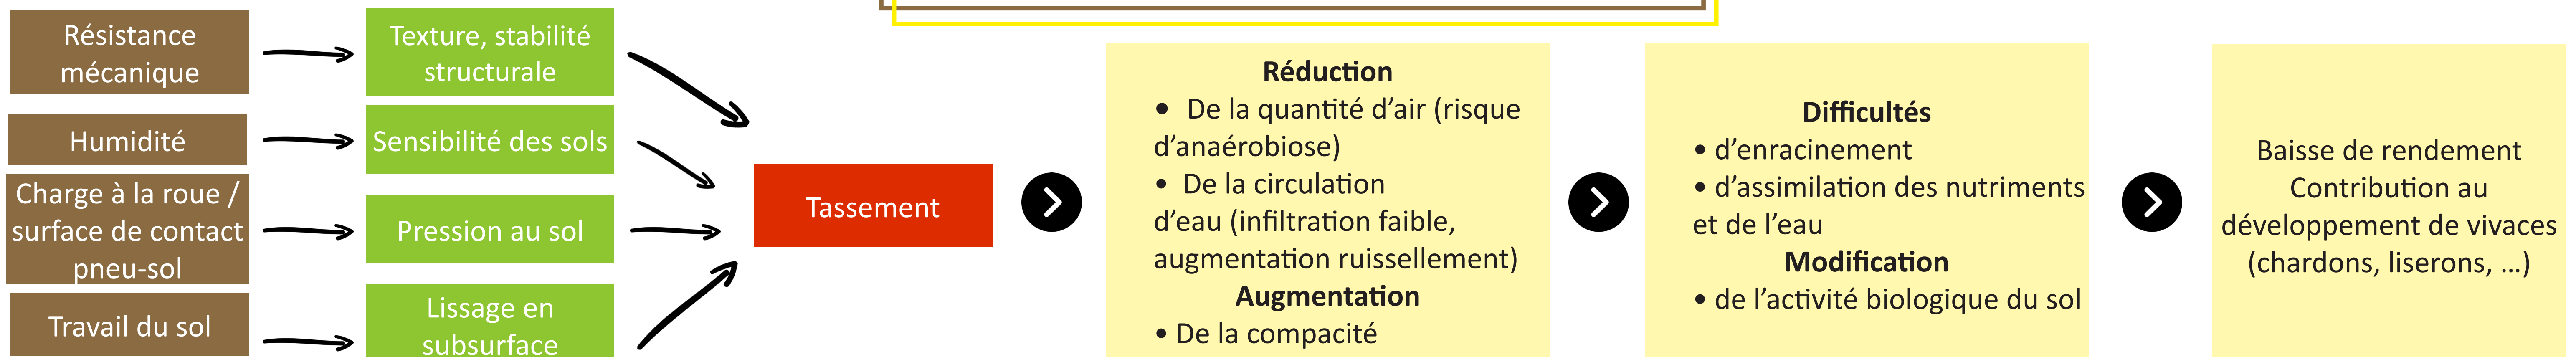 Résistance
mécanique
Texture, stabilité
structurale
Humidité
Sensibilité des sols
Charge à la roue /
surface de contact
pneu-sol
Pression au sol
Travail du sol
Lissage en
subsurface
Tassement
Réduction
• De la quantité d’air (risque
d’anaérobiose)
• De la circulation
d’eau (infiltration faible,
augmentation ruissellement)
Augmentation
• De la compacité
Difficultés
• d’enracinement
• d’assimilation des nutriments
et de l’eau
Modification
• de l’activité biologique du sol
Baisse de rendement
Contribution au
développement de vivaces
(chardons, liserons, ...)